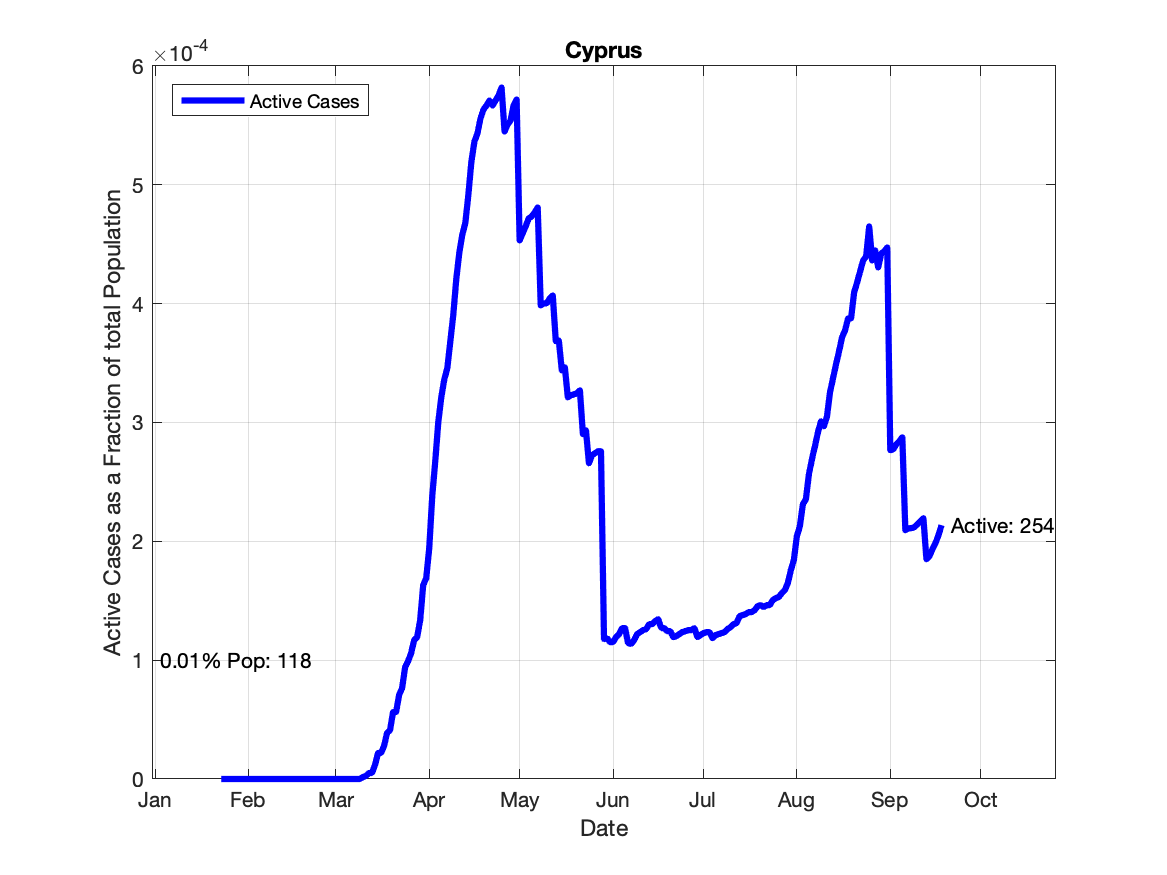 Cyprus
×10-4
Active Cases
6
5
4
3
2
1
0
Active Cases as a Fraction of total Population
0.01% Pop: 118
Active: 254
Jan Feb Mar Apr May Jun Jul Aug Sep Oct
Date